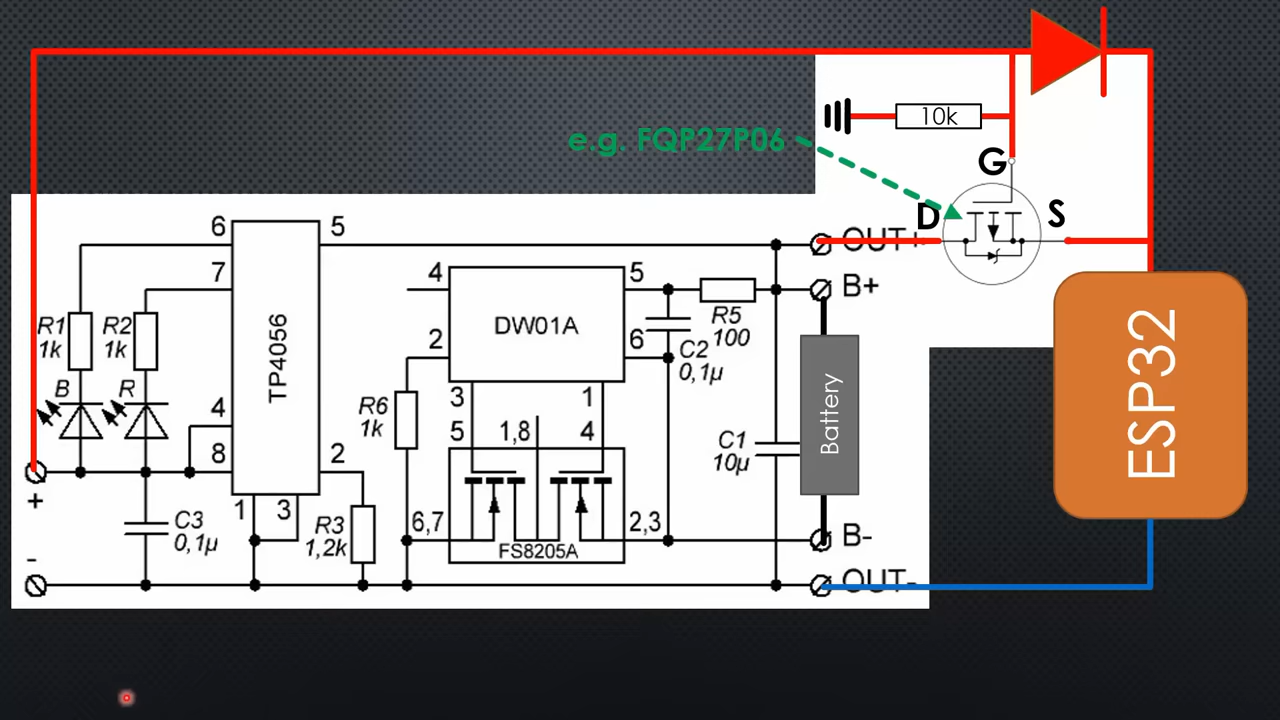 10k
e.g. FQP27P06
G
D
S
6
5
OUT+
7
4
5
B+
R1
1k
R2
1k
TP4056
DW01A
R5
100
2
6
C2
0,1µ
B
R
4
R6
1k
3
1
Battery
ESP32
5
1,8
4
8
2
C1
10µ
+
1
3
C3
0,1µ
R3
1,2k
6,7
2,3
FS8205A
B-
-
OUT-